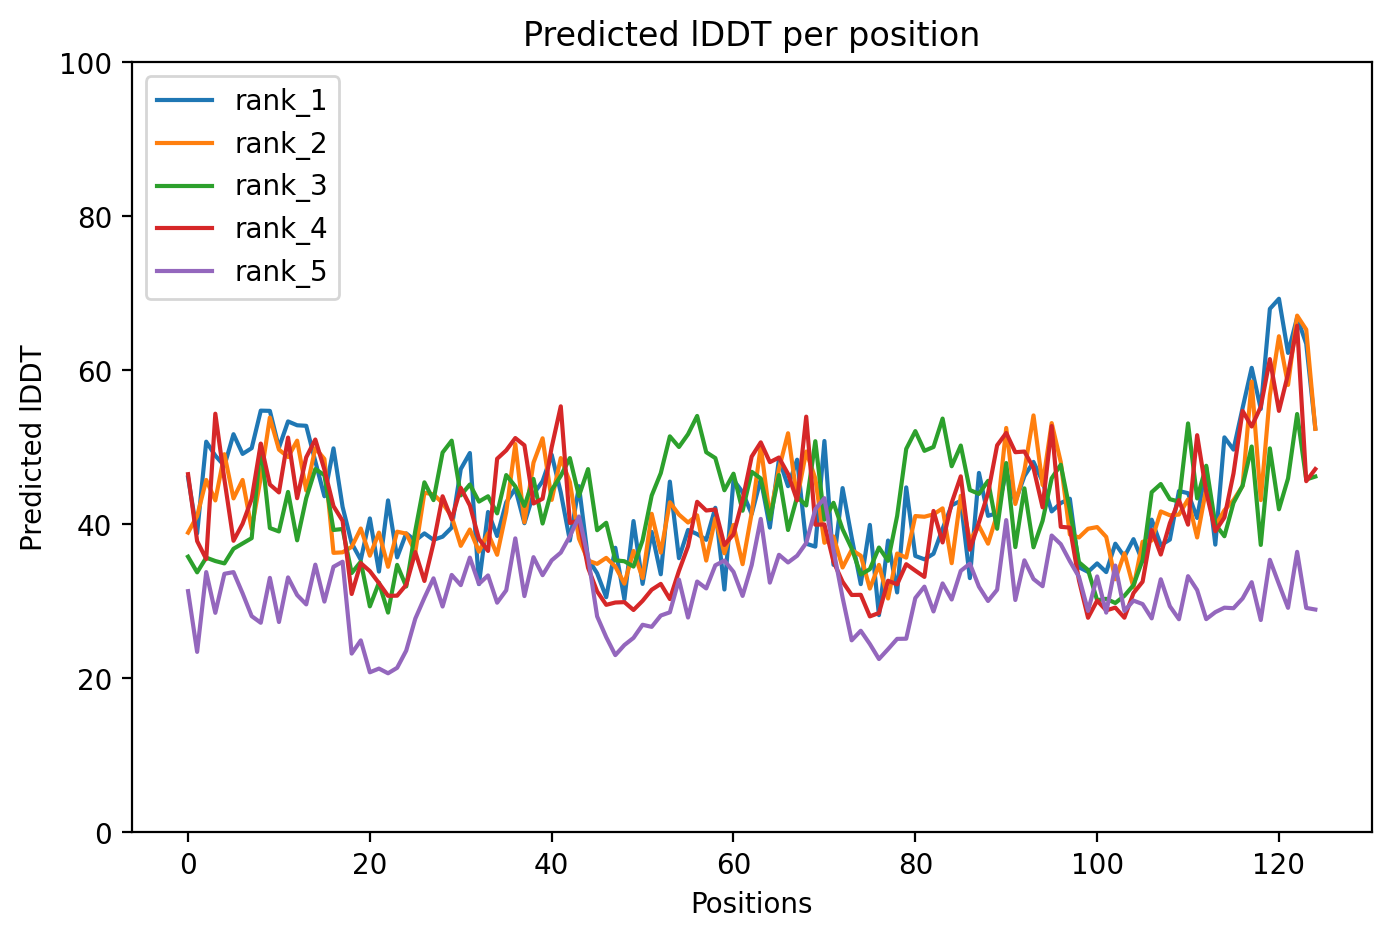 Predicted lDDT per position
100
80
60
40
20
0
Predicted lDDT
rank_1
rank_2
rank_3
rank_4
rank_5
0 20 40 60 80 100 120
Positions